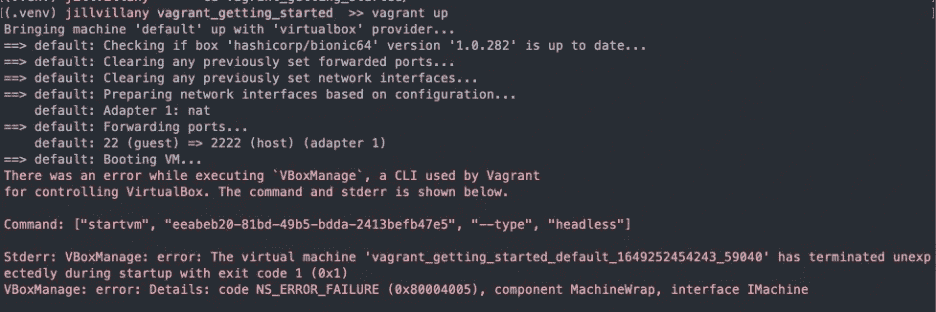 (.venv) jillvillany vagrant_getting_started >> vagrant up
Bringing machine 'default' up with 'virtualbox' provider...
==> default: Checking if box 'hashicorp/bionic64' version '1.0.282' is up to date...
==> default: Clearing any previously set forwarded ports...
==> default: Clearing any previously set network interfaces...
==> default: Preparing network interfaces based on configuration...
    default: Adapter 1: nat
==> default: Forwarding ports...
    default: 22 (guest) => 2222 (host) (adapter 1)
==> default: Booting VM...
There was an error while executing `VBoxManage`, a CLI used by Vagrant
for controlling VirtualBox. The command and stderr is shown below.

Command: ["startvm", "eeabeb20-81bd-49b5-bdda-2413befb47e5", "--type", "headless"]

Stderr: VBoxManage: error: The virtual machine 'vagrant_getting_started_default_1649252454243_59040' has terminated unexp
ectedly during startup with exit code 1 (0x1)
VBoxManage: error: Details: code NS_ERROR_FAILURE (0x80004005), component MachineWrap, interface IMachine